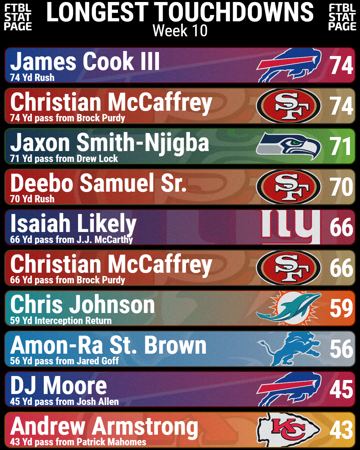 FTBL
STAT
PAGE
LONGEST TOUCHDOWNS
Week 10
FTBL
STAT
PAGE
James Cook III
74 Yd Rush
74
Christian McCaffrey
74 Yd pass from Brock Purdy
SF
74
Jaxon Smith-Njigba
71 Yd pass from Drew Lock
71
Deebo Samuel Sr.
70 Yd Rush
SF
70
Isaiah Likely
66 Yd pass from J.J. McCarthy
ny
66
Christian McCaffrey
66 Yd pass from Brock Purdy
SF
66
Chris Johnson
59 Yd Interception Return
59
Amon-Ra St. Brown
56 Yd pass from Jared Goff
56
DJ Moore
45 Yd pass from Josh Allen
45
Andrew Armstrong
43 Yd pass from Patrick Mahomes
KC
43